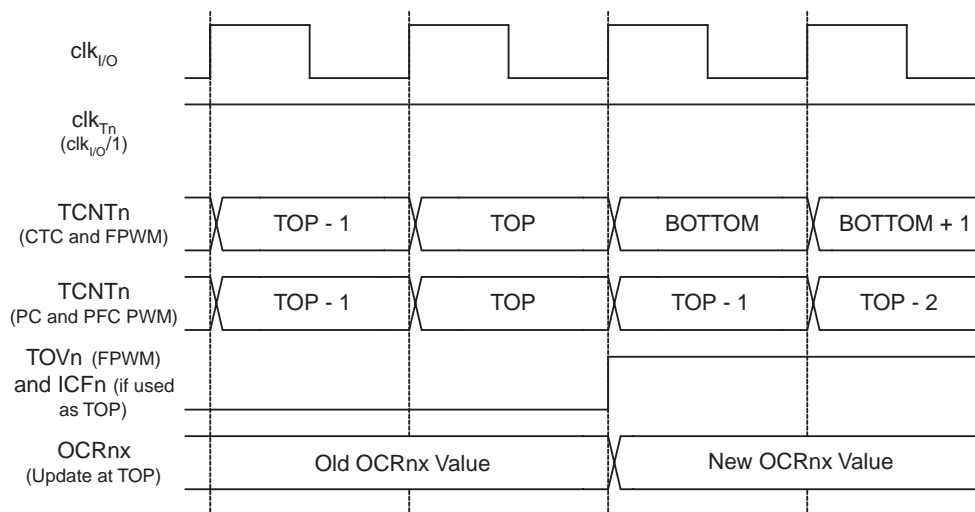 clkI/O
clkTn
(clkI/O/1)
TCNTn
(CTC and FPWM)
TOP - 1
TOP
BOTTOM
BOTTOM + 1
TCNTn
(PC and PFC PWM)
TOP - 1
TOP
TOP - 1
TOP - 2
TOVn (FPWM)
and ICFn (if used
as TOP)
OCRnx
(Update at TOP)
Old OCRnx Value
New OCRnx Value